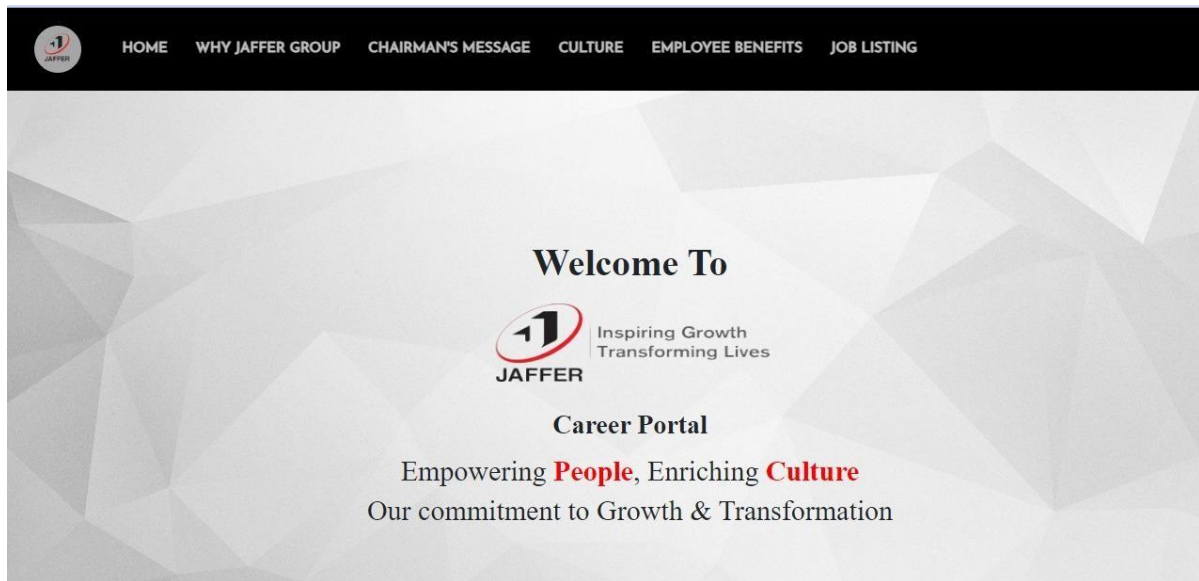 JAFFER
HOME WHY JAFFER GROUP CHAIRMAN'S MESSAGE CULTURE EMPLOYEE BENEFITS JOB LISTING
Welcome To
Inspiring Growth
Transforming Lives
JAFFER
Career Portal
Empowering People, Enriching Culture
Our commitment to Growth & Transformation